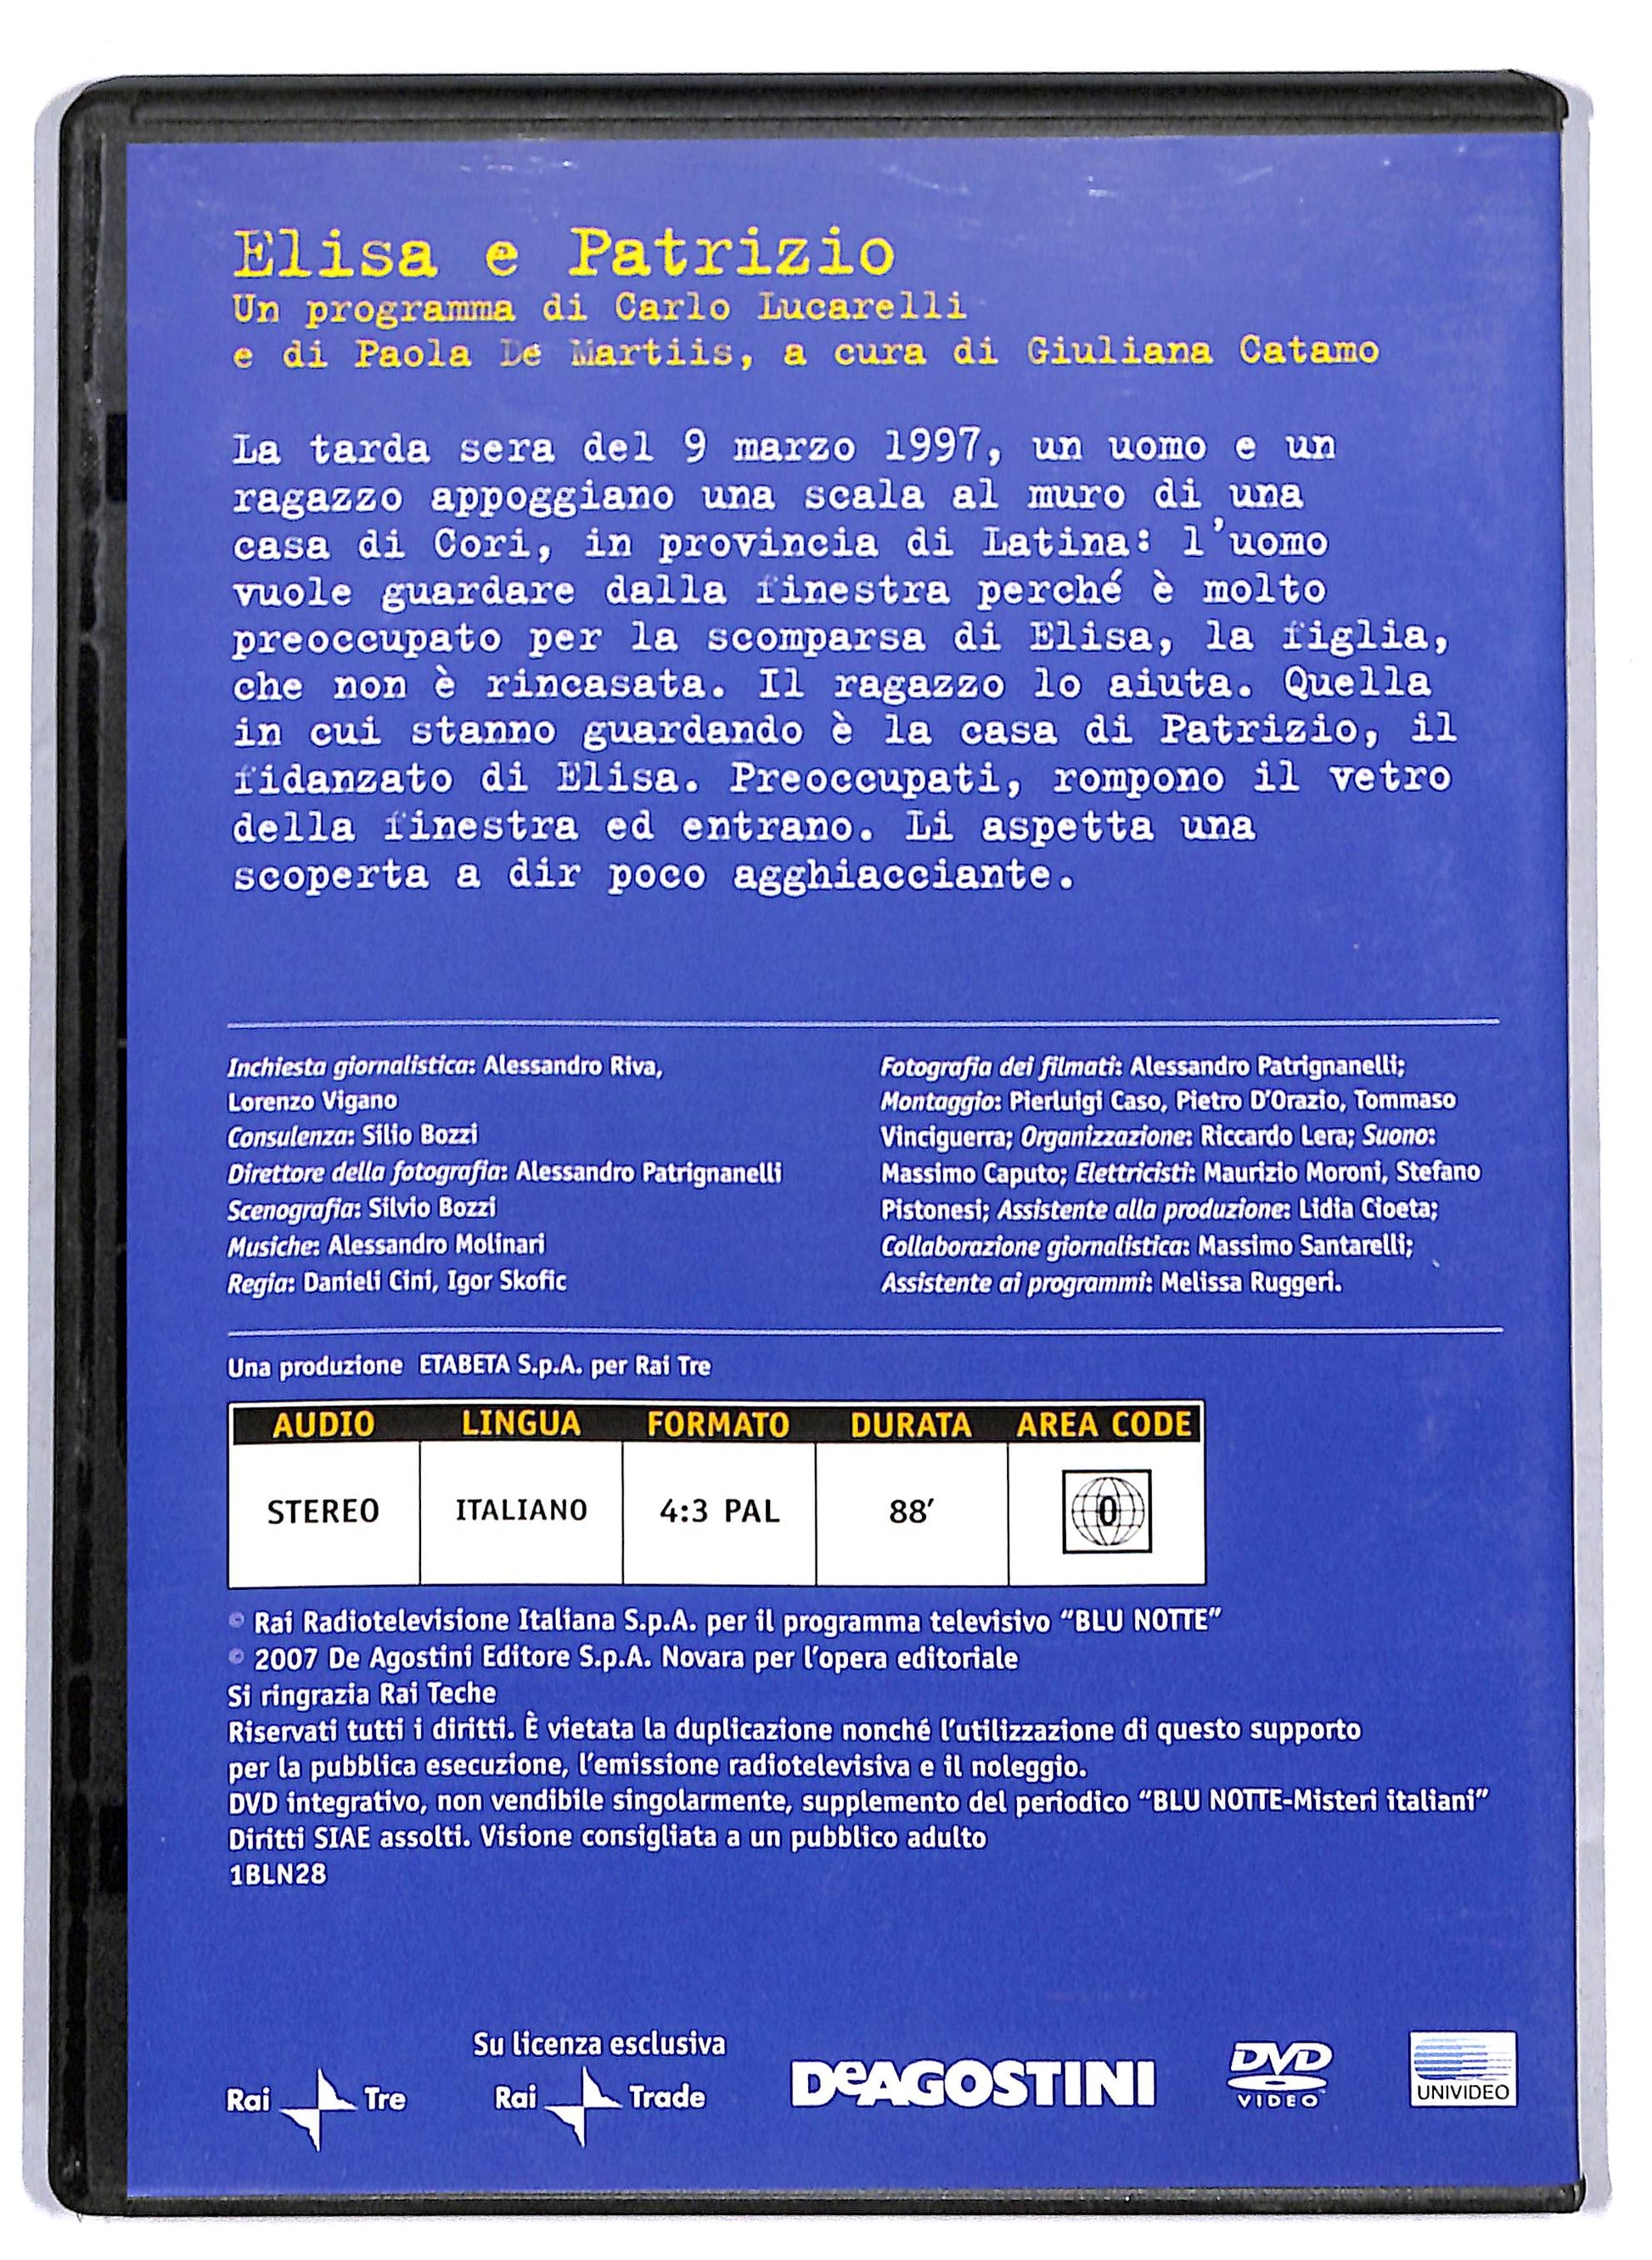 Elisa e Patrizio
Un programma di Carlo Lucarelli
e di Paola De Martiis, a cura di Giuliana Catamo
La tarda sera del 9 marzo 1997, un uomo e un
ragazzo appoggiano una scala al muro di una
casa di Cori, in provincia di Latina: l'uomo
vuole guardare dalla finestra perché è molto
preoccupato per la scomparsa di Elisa, la figlia,
che non è rincasata. Il ragazzo lo aiuta. Quella
in cui stanno guardando è la casa di Patrizio, il
fidanzato di Elisa. Preoccupati, rompono il vetro
della finestra ed entrano. Li aspetta una
scoperta a dir poco agghiacciante.
Inchiesta giornalistica: Alessandro Riva,
Lorenzo Vigano
Consulenza: Silio Bozzi
Direttore della fotografia: Alessandro Patrignanelli
Scenografia: Silvio Bozzi
Musiche: Alessandro Molinari
Regia: Danieli Cini, Igor Skofic
Fotografia dei filmati: Alessandro Patrignanelli;
Montaggio: Pierluigi Caso, Pietro D'Orazio, Tommaso
Vinciguerra; Organizzazione: Riccardo Lera; Suono:
Massimo Caputo; Elettricisti: Maurizio Moroni, Stefano
Pistonesi; Assistente alla produzione: Lidia Cioeta;
Collaborazione giornalistica: Massimo Santarelli;
Assistente ai programmi: Melissa Ruggeri.
Una produzione ETABETA S.p.A. per Rai Tre
AUDIO LINGUA FORMATO DURATA AREA CODE
STEREO ITALIANO 4:3 PAL 88' 0
© Rai Radiotelevisione Italiana S.p.A. per il programma televisivo "BLU NOTTE"
© 2007 De Agostini Editore S.p.A. Novara per l'opera editoriale
Si ringrazia Rai Teche
Riservati tutti i diritti. È vietata la duplicazione nonché l'utilizzazione di questo supporto
per la pubblica esecuzione, l'emissione radiotelevisiva e il noleggio.
DVD integrativo, non vendibile singolarmente, supplemento del periodico "BLU NOTTE-Misteri italiani"
Diritti SIAE assolti. Visione consigliata a un pubblico adulto
1BLN28
Su licenza esclusiva
Rai Tre Rai Trade DeAGOSTINI DVD VIDEO UNIVIDEO